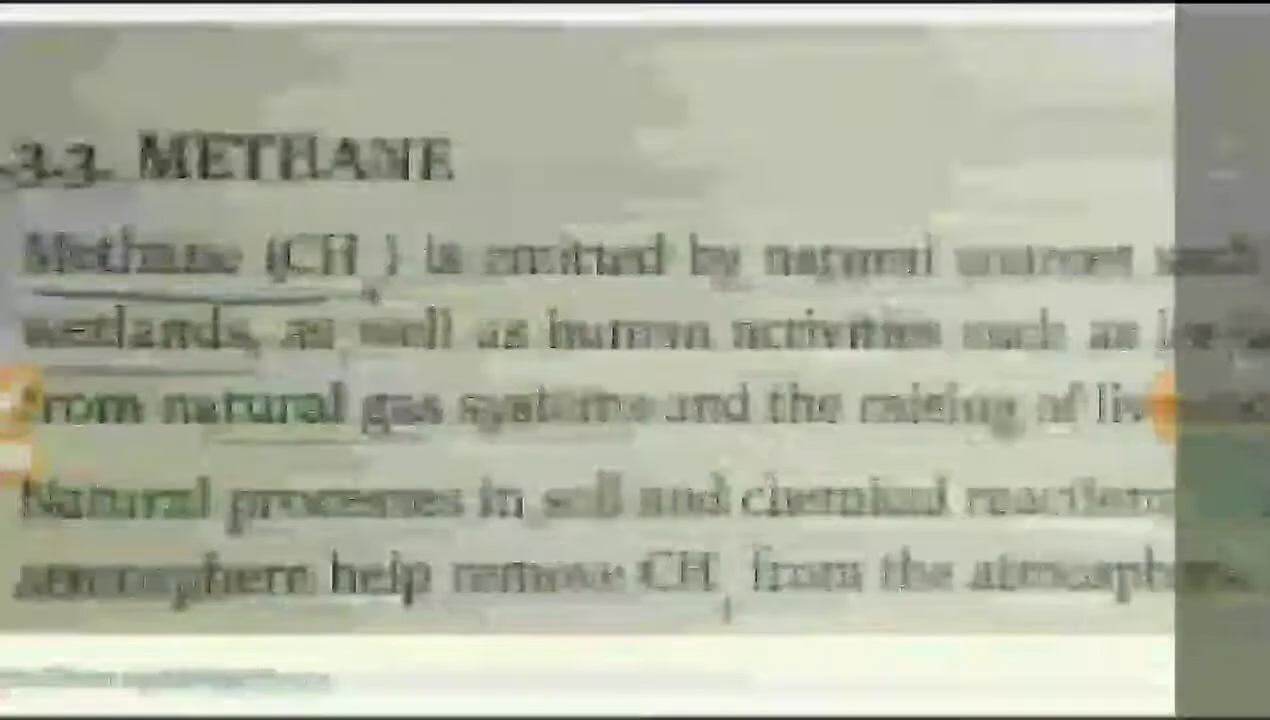 .3.3. METHANE
Methane (CH4) is emitted by natural sources such
wetlands, as well as human activities such as
from natural gas systems and the raising of
Natural processes in soil and chemical reactions
atmosphere help remove CH4 from the atmosphere.